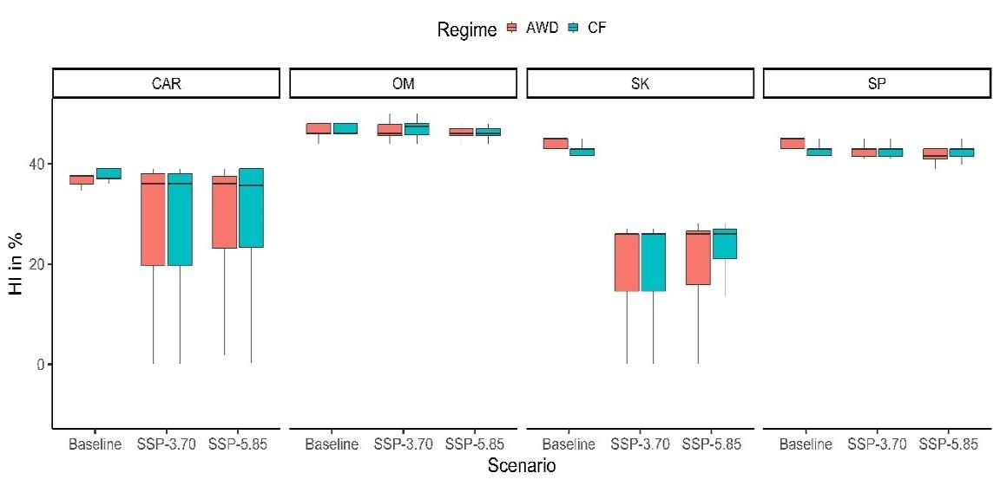 Regime AWD CF
CAR OM SK SP
HI in %
40
20
0
Baseline SSP-3.70 SSP-5.85 Baseline SSP-3.70 SSP-5.85 Baseline SSP-3.70 SSP-5.85 Baseline SSP-3.70 SSP-5.85
Scenario